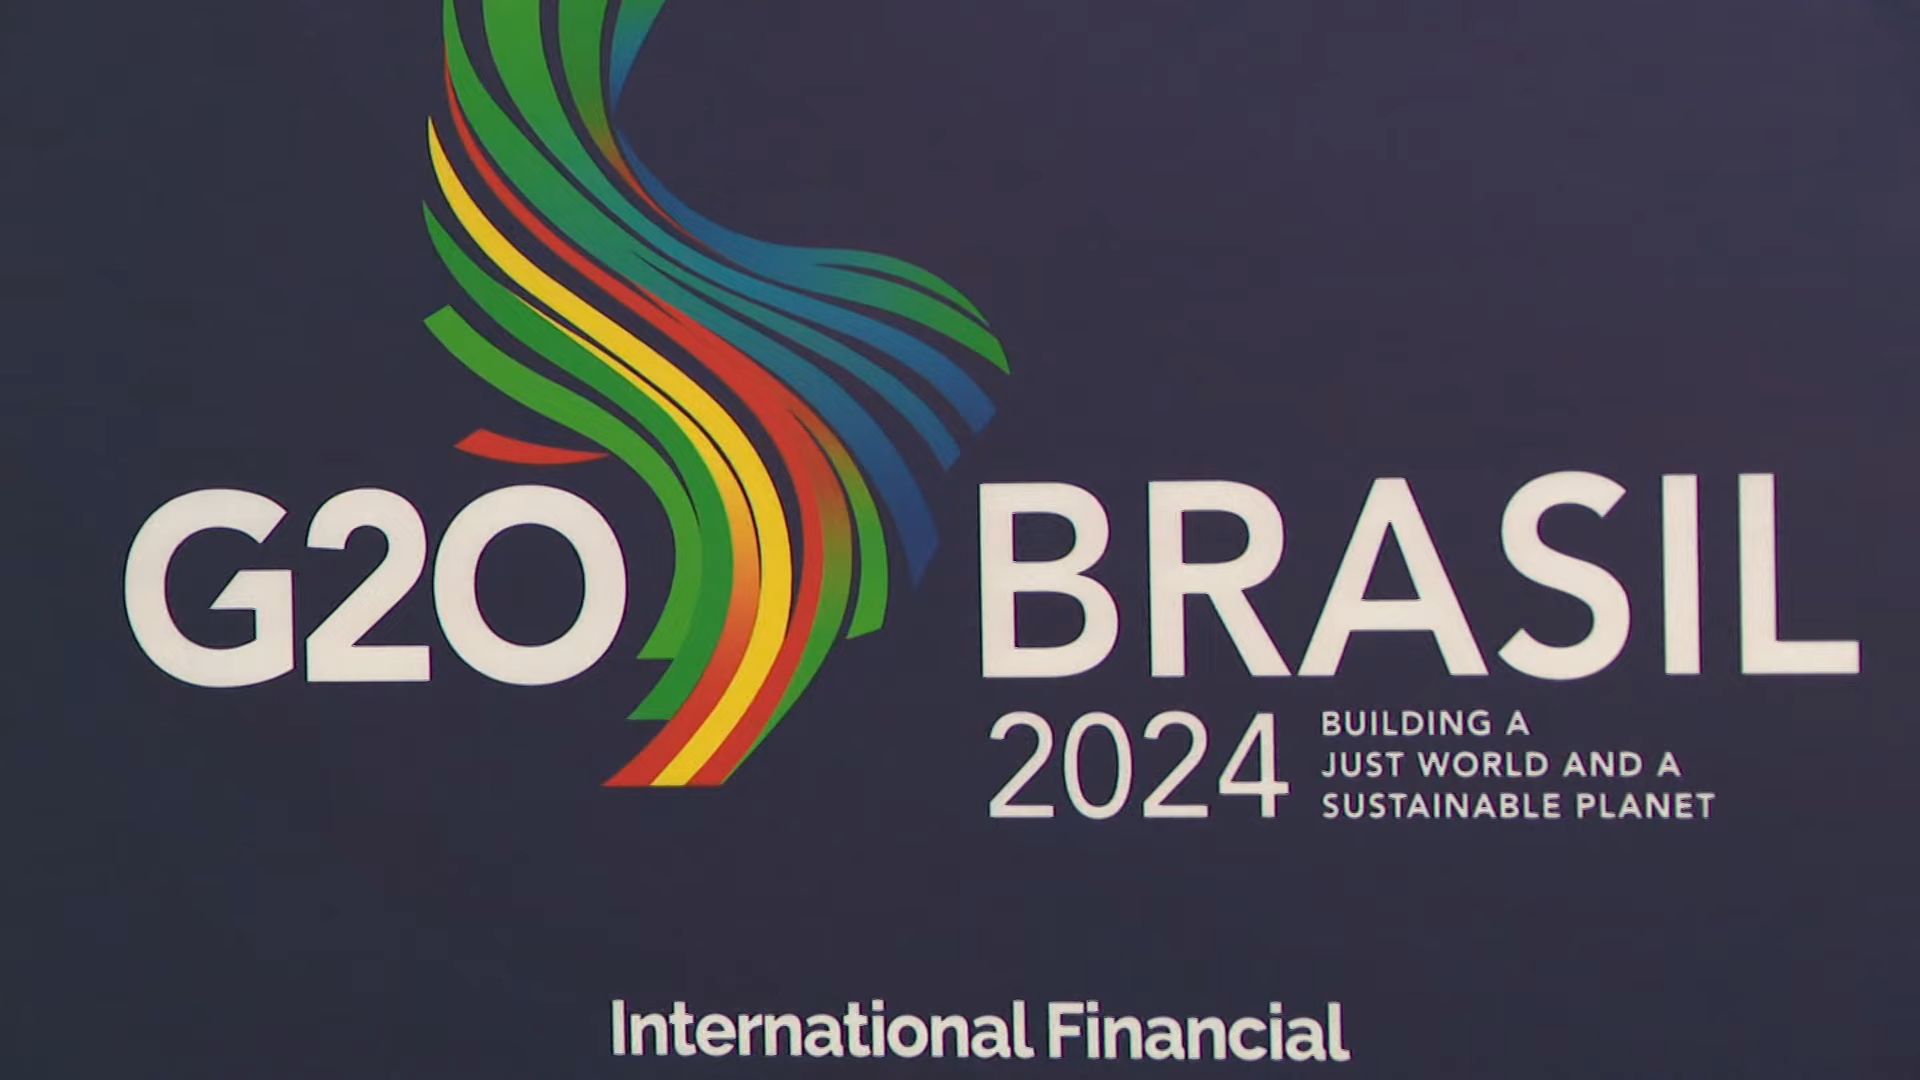 G20 BRASIL
2024
BUILDING A
JUST WORLD AND A
SUSTAINABLE PLANET
International Financial